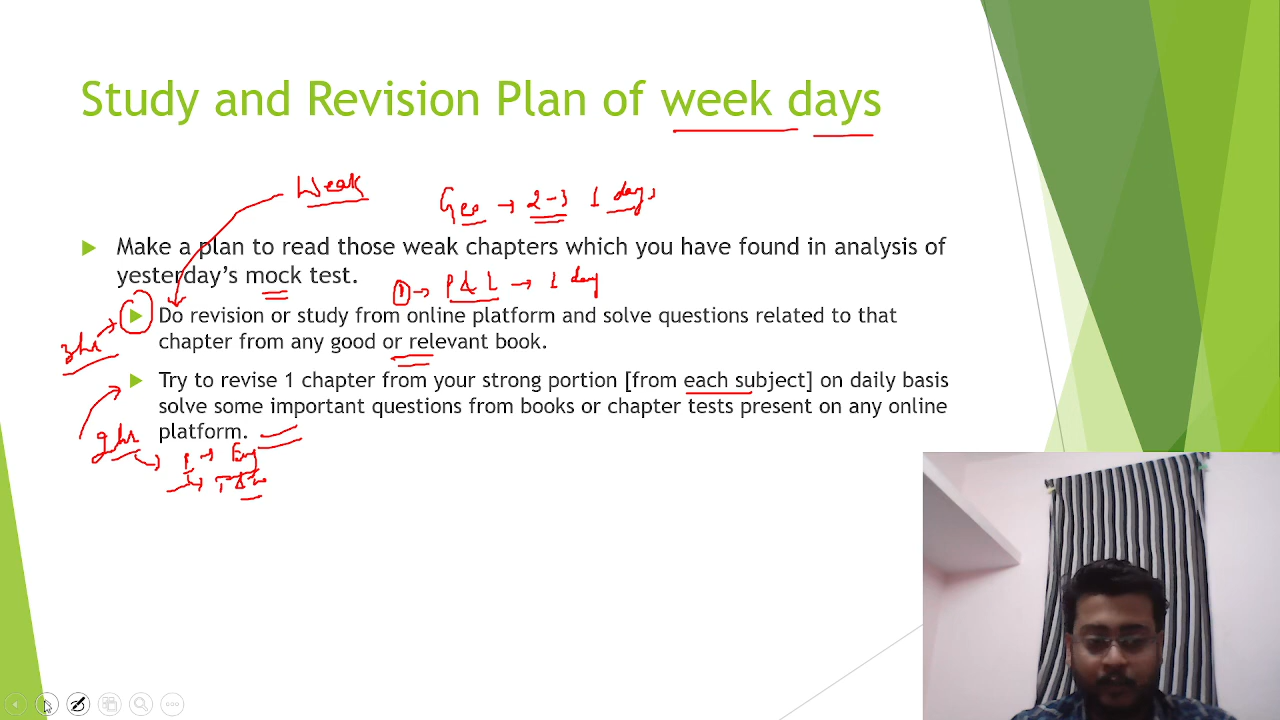 Study and Revision Plan of week days
Weak
Geo → 2-3 1 days
Make a plan to read those weak chapters which you have found in analysis of
yesterday's mock test.
① → P & L → 1 day
Do revision or study from online platform and solve questions related to that
chapter from any good or relevant book.
3hr
Try to revise 1 chapter from your strong portion [from each subject] on daily basis
solve some important questions from books or chapter tests present on any online
platform.
2hr